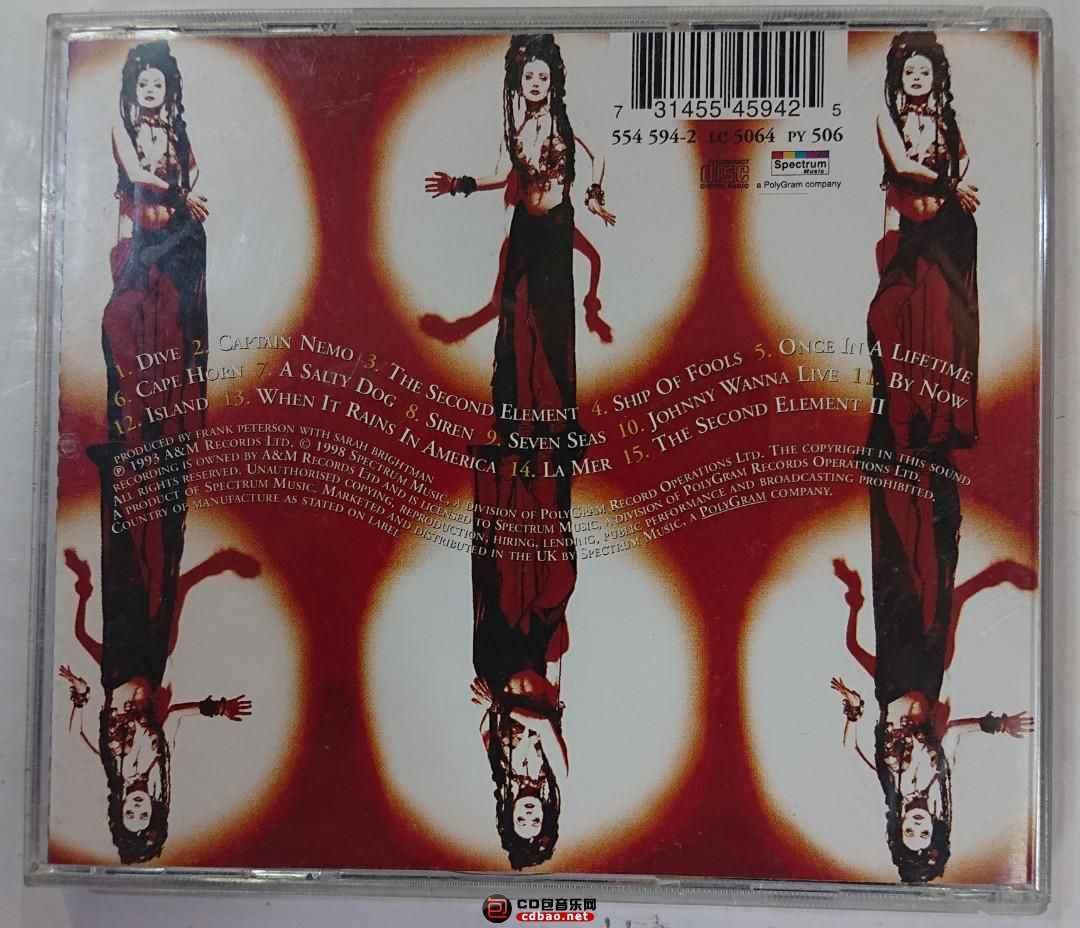 7 31455 45942 5
554 594-2 LC 5064 PY 506
COMPACT disc DIGITAL AUDIO
Spectrum Music
a PolyGram company
1. DIVE 2. CAPTAIN NEMO 3. THE SECOND ELEMENT 4. SHIP OF FOOLS 5. ONCE IN A LIFETIME
6. CAPE HORN 7. A SALTY DOG 8. SIREN 9. SEVEN SEAS 10. JOHNNY WANNA LIVE 11. BY NOW
12. ISLAND 13. WHEN IT RAINS IN AMERICA 14. LA MER 15. THE SECOND ELEMENT II
PRODUCED BY FRANK PETERSON WITH SARAH BRIGHTMAN
℗ 1993 A&M RECORDS LTD. © 1998 SPECTRUM MUSIC, A DIVISION OF POLYGRAM RECORD OPERATIONS LTD. THE COPYRIGHT IN THIS SOUND
RECORDING IS OWNED BY A&M RECORDS LTD AND IS LICENSED TO SPECTRUM MUSIC, A DIVISION OF POLYGRAM RECORDS OPERATIONS LTD.
ALL RIGHTS RESERVED. UNAUTHORISED COPYING, REPRODUCTION, HIRING, LENDING, PUBLIC PERFORMANCE AND BROADCASTING PROHIBITED.
A PRODUCT OF SPECTRUM MUSIC. MARKETED AND DISTRIBUTED IN THE UK BY SPECTRUM MUSIC, A POLYGRAM COMPANY.
COUNTRY OF MANUFACTURE AS STATED ON LABEL
CD包音乐网
cdbao.net